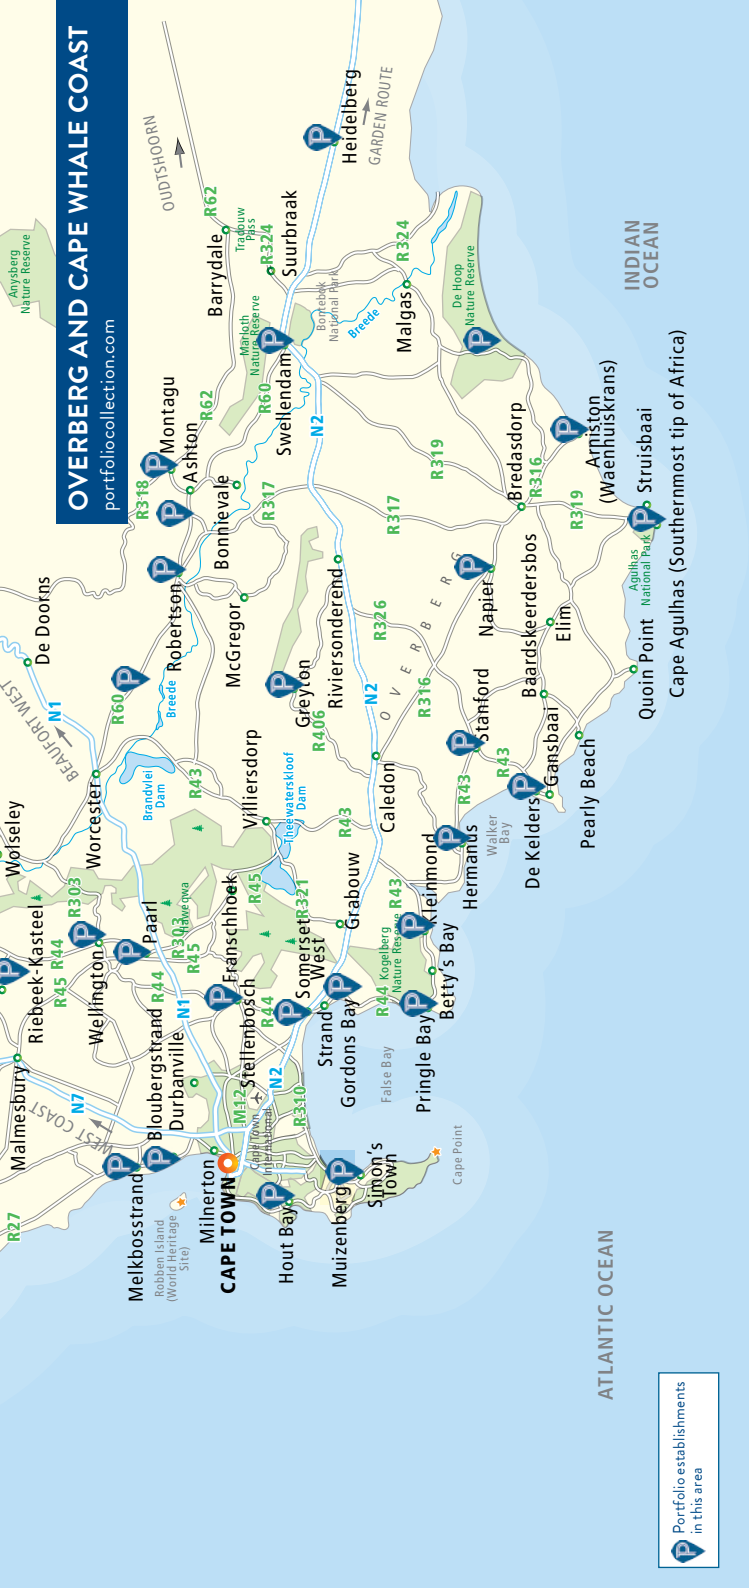 OVERBERG AND CAPE WHALE COAST
portfoliocollection.com
Anysberg
Nature Reserve
OUDTSHOORN
R62
Barrydale
Tradouw
Pass
R324
Suurbraak
Heidelberg
GARDEN ROUTE
Marloth
Nature Reserve
Bontebok
National Park
Breede
Malgas
R324
De Hoop
Nature Reserve
INDIAN
OCEAN
R318
Montagu
R62
Ashton
R60
Swellendam
N2
Bonnievale
R317
R319
R317
Bredasdorp
R316
R319
Arniston
(Waenhuiskrans)
Struisbaai
Agulhas
National Park
Cape Agulhas (Southernmost tip of Africa)
De Doorns
Robertson
McGregor
Riviersonderend
R326
OVERBERG
Napier
Baardskeerdersbos
Elim
Quoin Point
BEAUFORT WEST
N1
R60
Breede
Greyton
R406
N2
R316
Stanford
R43
R43
Gansbaai
Pearly Beach
Wolseley
Worcester
Brandvlei
Dam
R43
Villiersdorp
Theewaterskloof
Dam
R43
Caledon
Walker
Bay
De Kelders
Hermanus
Kleinmond
R43
Grabouw
R321
R45
Riebeek-Kasteel
R44
R303
R45
Wellington
Paarl
R303
Hawequa
R45
R44
Franschhoek
N1
Stellenbosch
R44
Somerset
West
Strand
Gordons Bay
R44
Kogelberg
Nature Reserve
Betty's Bay
Pringle Bay
False Bay
Malmesbury
N7
WEST COAST
Bloubergstrand
Durbanville
M12
N2
R310
Cape Town
International
R27
Melkbosstrand
Robben Island
(World Heritage
Site)
Milnerton
CAPE TOWN
Hout Bay
Muizenberg
Simon's
Town
Cape Point
ATLANTIC OCEAN
P Portfolio establishments
in this area